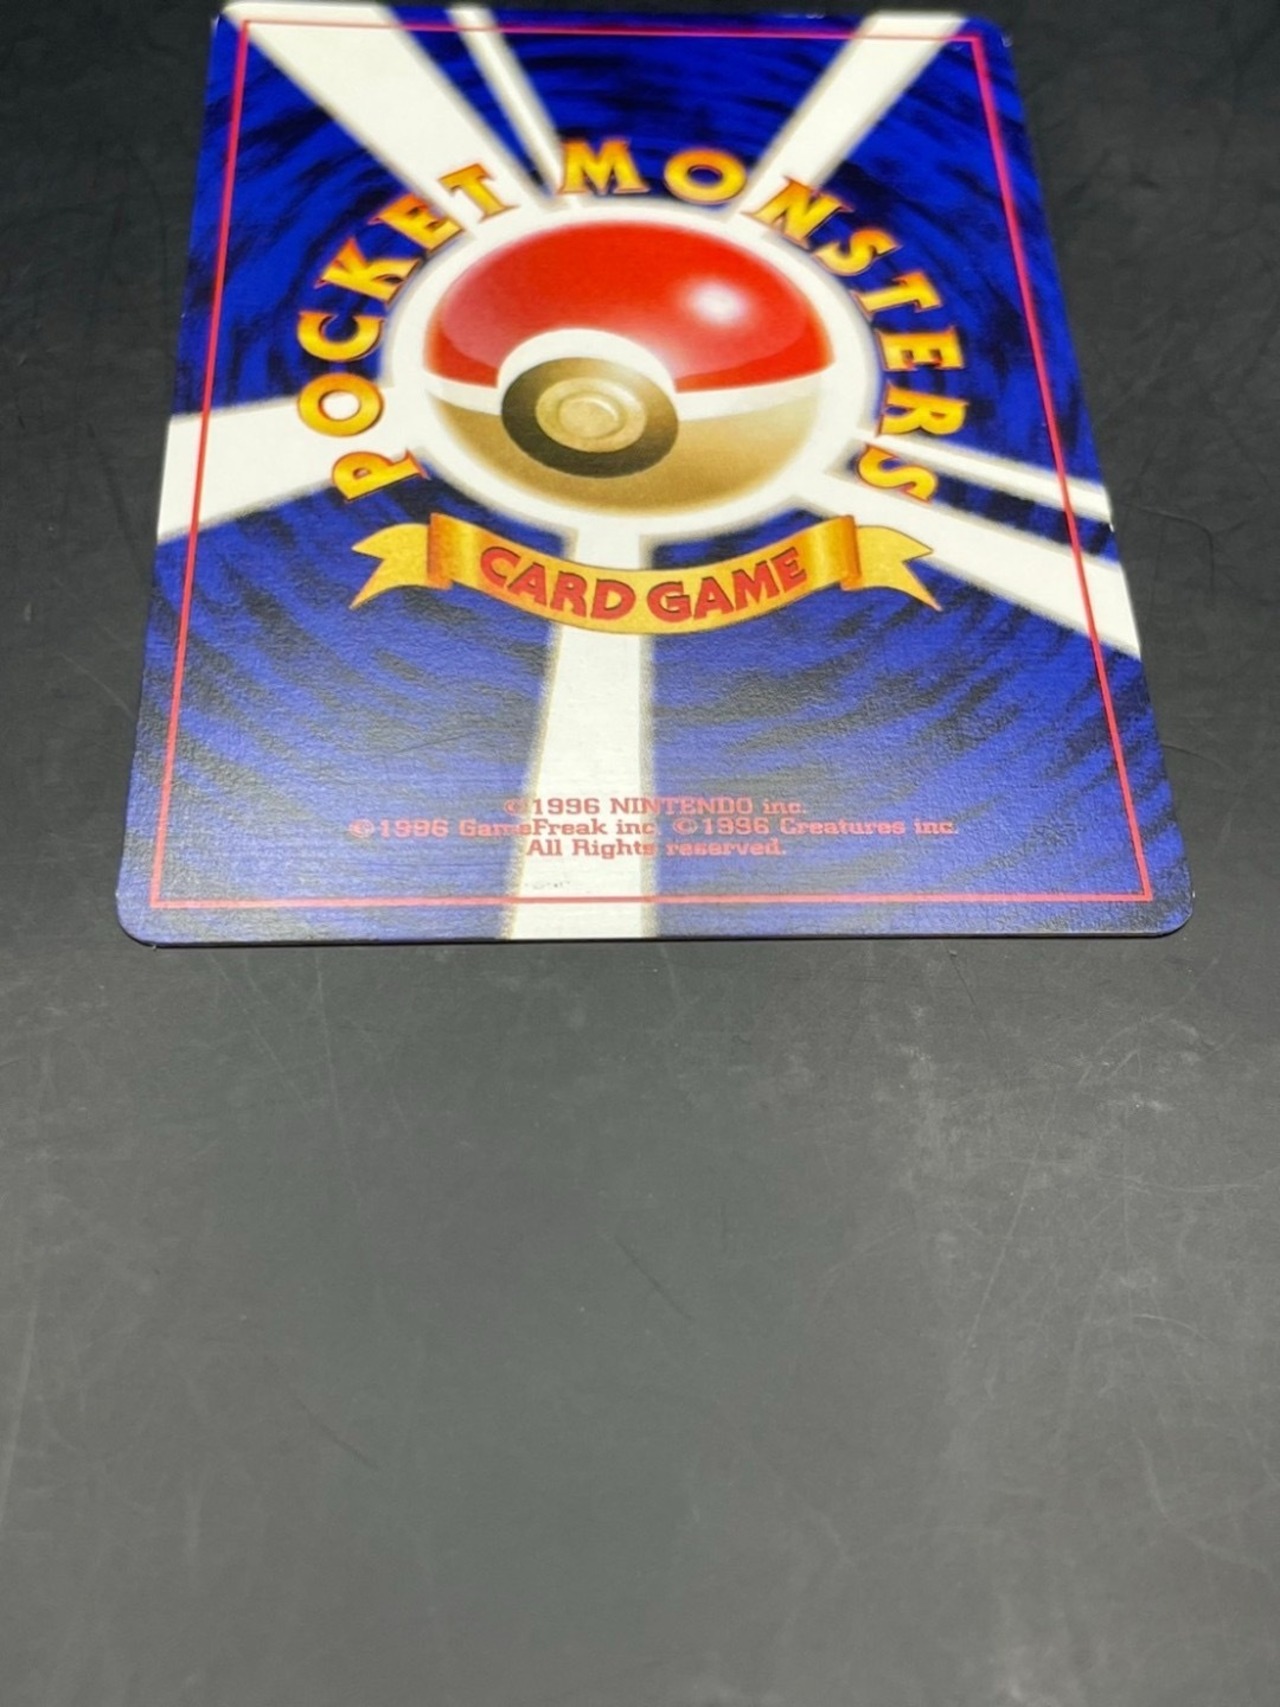 POCKET MONSTERS
CARD GAME
©1996 NINTENDO inc.
©1996 GameFreak inc. ©1996 Creatures inc.
All Rights reserved.